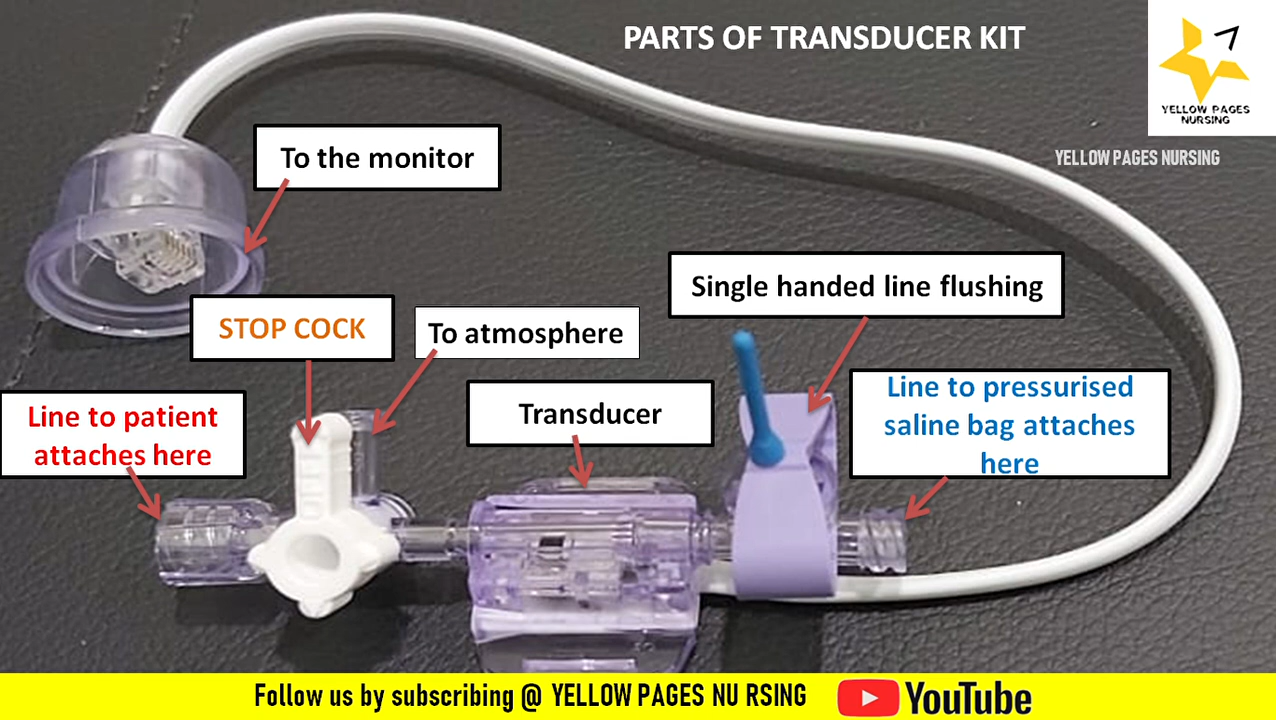 PARTS OF TRANSDUCER KIT
YELLOW PAGES
NURSING
YELLOW PAGES NURSING
To the monitor
Single handed line flushing
STOP COCK
To atmosphere
Line to patient
attaches here
Transducer
Line to pressurised
saline bag attaches
here
Follow us by subscribing @ YELLOW PAGES NU RSING
YouTube